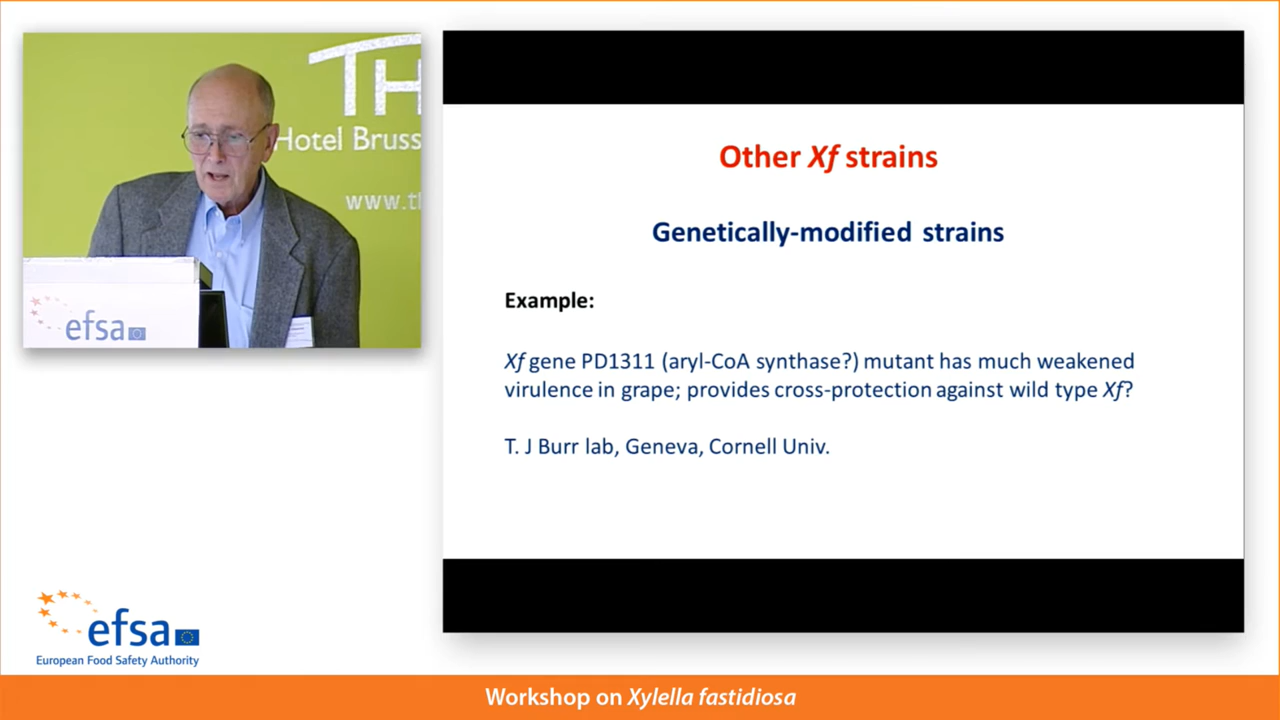 TH
Hotel Bruss
www.th
efsa
Other Xf strains
Genetically-modified strains
Example:
Xf gene PD1311 (aryl-CoA synthase?) mutant has much weakened
virulence in grape; provides cross-protection against wild type Xf?
T. J Burr lab, Geneva, Cornell Univ.
efsa
European Food Safety Authority
Workshop on Xylella fastidiosa